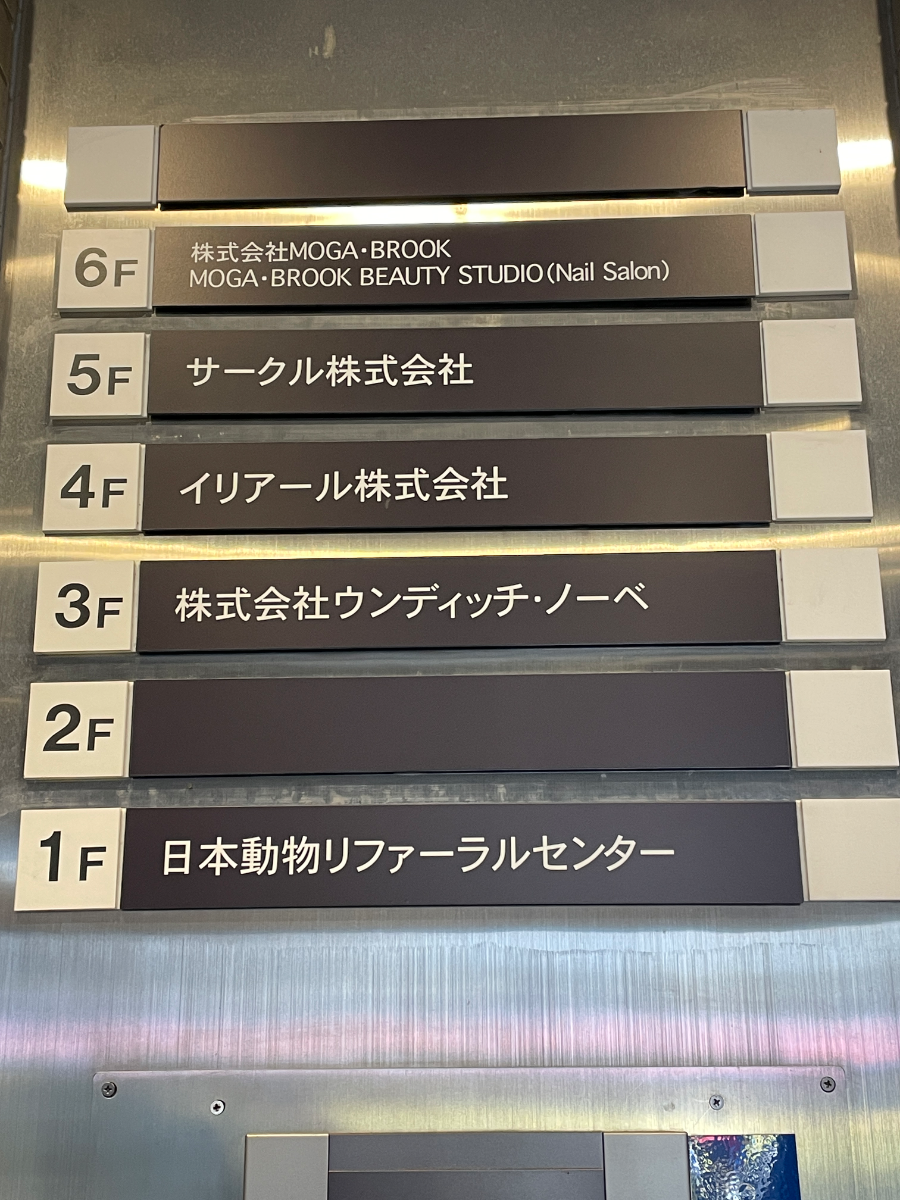 6F
株式会社MOGA・BROOK
MOGA・BROOK BEAUTY STUDIO(Nail Salon)
5F
サークル株式会社
4F
イリアール株式会社
3F
株式会社ウンディッチ・ノーベ
2F
1F
日本動物リファーラルセンター